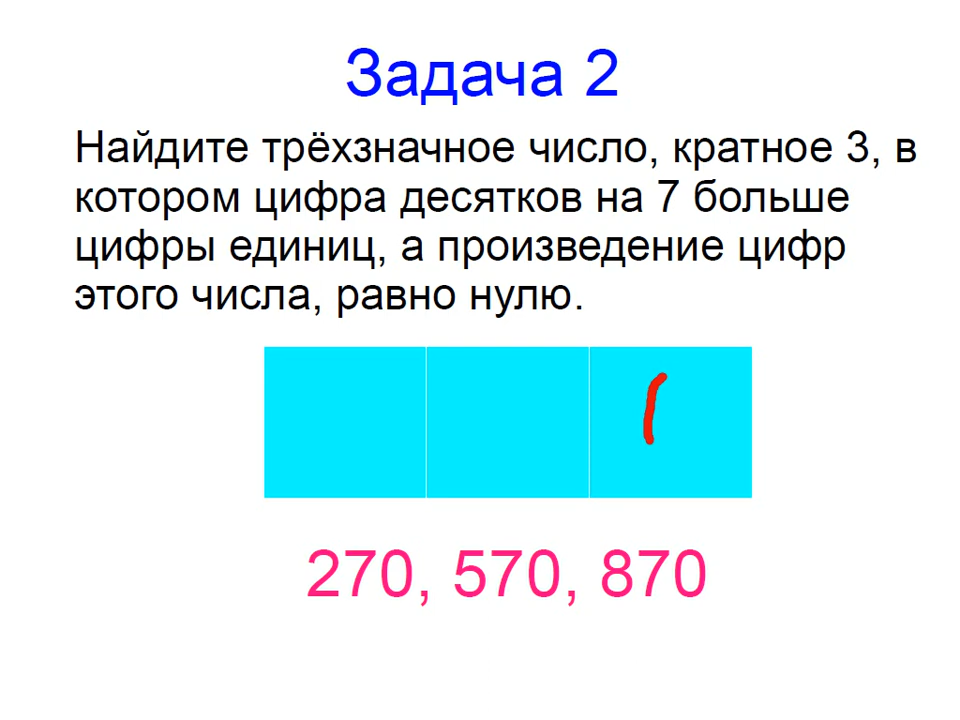 Задача 2
Найдите трёхзначное число, кратное 3, в
котором цифра десятков на 7 больше
цифры единиц, а произведение цифр
этого числа, равно нулю.
270, 570, 870